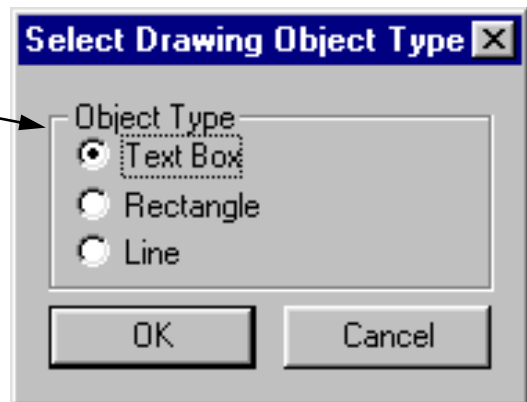 Select Drawing Object Type
Object Type
Text Box
Rectangle
Line
OK
Cancel